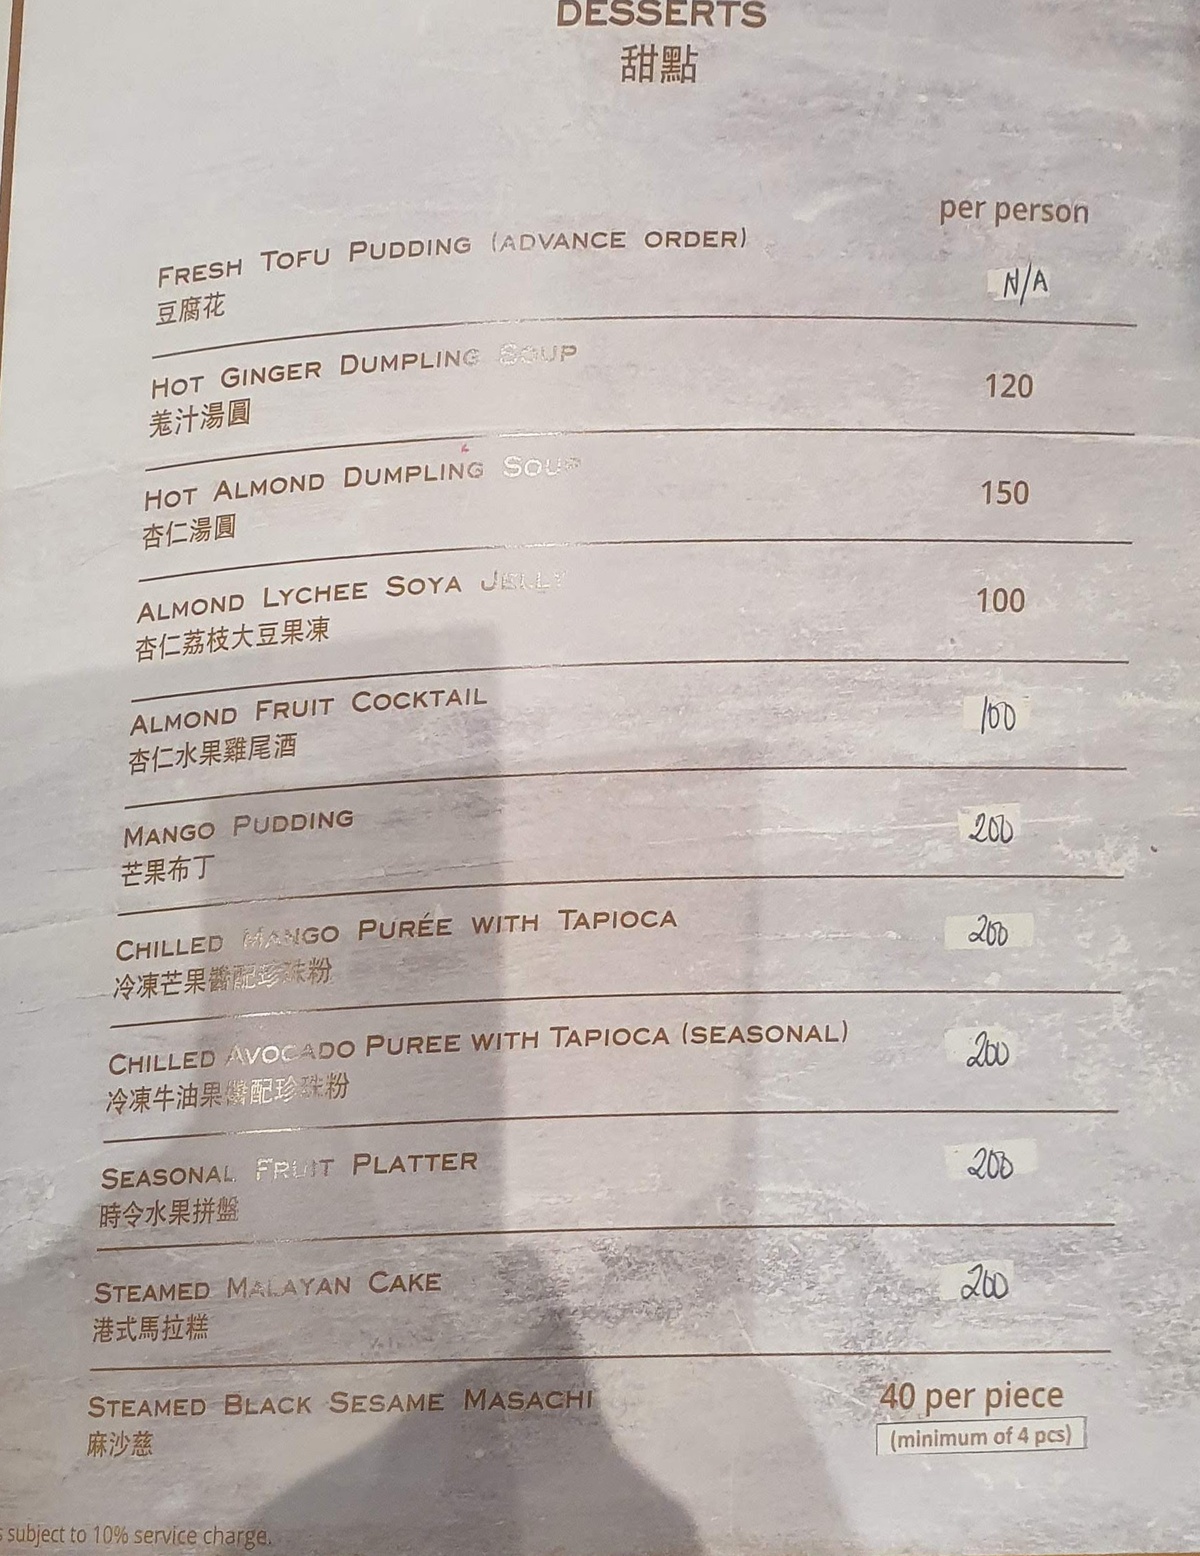 DESSERTS
甜點
per person
FRESH TOFU PUDDING (ADVANCE ORDER)
豆腐花
N/A
HOT GINGER DUMPLING SOUP
羗汁湯圓
120
HOT ALMOND DUMPLING SOUP
杏仁湯圓
150
ALMOND LYCHEE SOYA JELLY
杏仁荔枝大豆果凍
100
ALMOND FRUIT COCKTAIL
杏仁水果雞尾酒
100
MANGO PUDDING
芒果布丁
200
CHILLED MANGO PURÉE WITH TAPIOCA
冷凍芒果醬配珍珠粉
200
CHILLED AVOCADO PUREE WITH TAPIOCA (SEASONAL)
冷凍牛油果醬配珍珠粉
200
SEASONAL FRUIT PLATTER
時令水果拼盤
200
STEAMED MALAYAN CAKE
港式馬拉糕
200
STEAMED BLACK SESAME MASACHI
麻沙慈
40 per piece
(minimum of 4 pcs)
subject to 10% service charge.